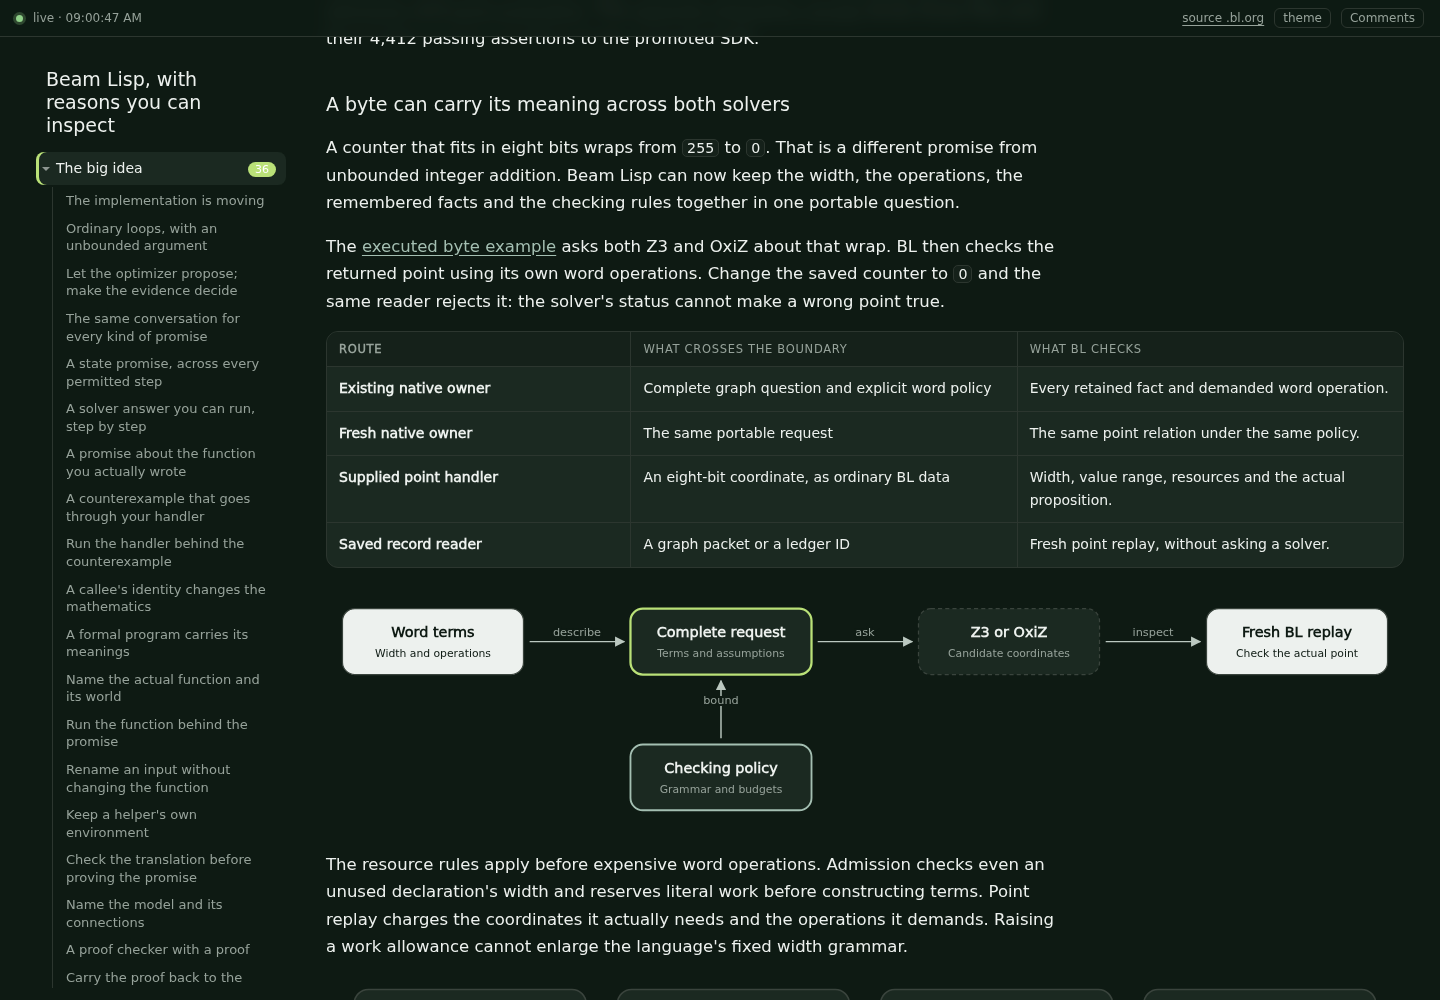 live · 09:00:47 AM
source .bl.org
theme
Comments
Beam Lisp, with
reasons you can
inspect
The big idea
36
The implementation is moving
Ordinary loops, with an
unbounded argument
Let the optimizer propose;
make the evidence decide
The same conversation for
every kind of promise
A state promise, across every
permitted step
A solver answer you can run,
step by step
A promise about the function
you actually wrote
A counterexample that goes
through your handler
Run the handler behind the
counterexample
A callee's identity changes the
mathematics
A formal program carries its
meanings
Name the actual function and
its world
Run the function behind the
promise
Rename an input without
changing the function
Keep a helper's own
environment
Check the translation before
proving the promise
Name the model and its
connections
A proof checker with a proof
Carry the proof back to the
their 4,412 passing assertions to the promoted SDK.
A byte can carry its meaning across both solvers
A counter that fits in eight bits wraps from 255 to 0. That is a different promise from
unbounded integer addition. Beam Lisp can now keep the width, the operations, the
remembered facts and the checking rules together in one portable question.
The executed byte example asks both Z3 and OxiZ about that wrap. BL then checks the
returned point using its own word operations. Change the saved counter to 0 and the
same reader rejects it: the solver's status cannot make a wrong point true.
ROUTE
WHAT CROSSES THE BOUNDARY
WHAT BL CHECKS
Existing native owner
Complete graph question and explicit word policy
Every retained fact and demanded word operation.
Fresh native owner
The same portable request
The same point relation under the same policy.
Supplied point handler
An eight-bit coordinate, as ordinary BL data
Width, value range, resources and the actual
proposition.
Saved record reader
A graph packet or a ledger ID
Fresh point replay, without asking a solver.
Word terms
Width and operations
describe
Complete request
Terms and assumptions
ask
Z3 or OxiZ
Candidate coordinates
inspect
Fresh BL replay
Check the actual point
bound
Checking policy
Grammar and budgets
The resource rules apply before expensive word operations. Admission checks even an
unused declaration's width and reserves literal work before constructing terms. Point
replay charges the coordinates it actually needs and the operations it demands. Raising
a work allowance cannot enlarge the language's fixed width grammar.